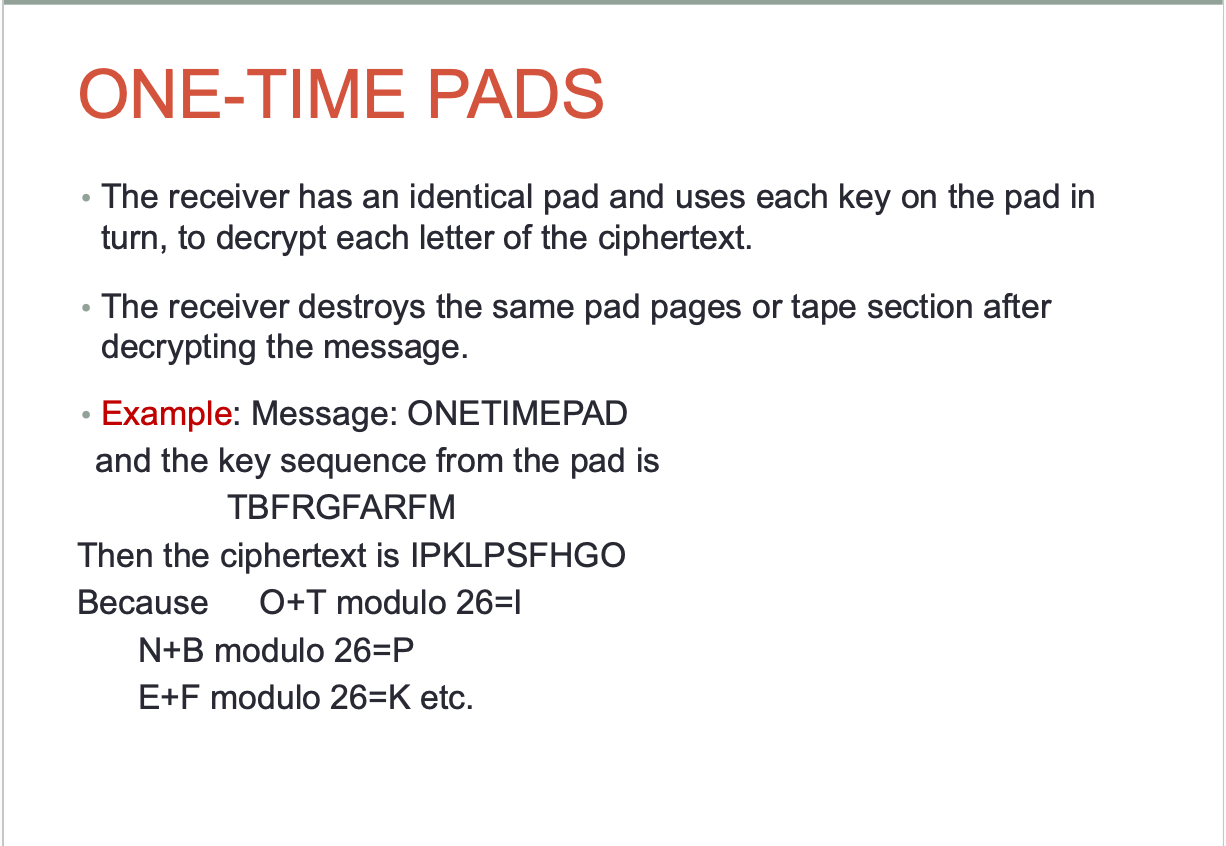 ONE-TIME PADS
• The receiver has an identical pad and uses each key on the pad in
turn, to decrypt each letter of the ciphertext.
• The receiver destroys the same pad pages or tape section after
decrypting the message.
• Example: Message: ONETIMEPAD
and the key sequence from the pad is
TBFRGFARFM
Then the ciphertext is IPKLPSFHGO
Because O+T modulo 26=I
N+B modulo 26=P
E+F modulo 26=K etc.